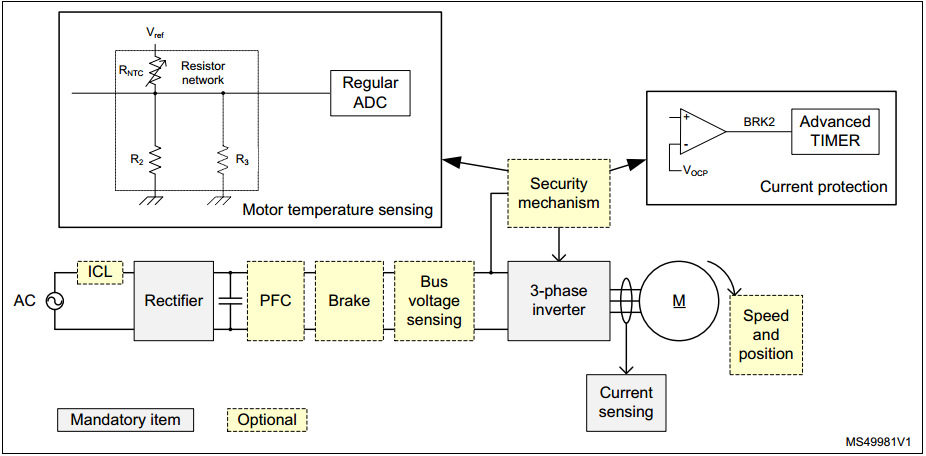 Vref
RNTC
Resistor
network
Regular
ADC
R2
R3
Motor temperature sensing
+
-
BRK2
VOCP
Advanced
TIMER
Current protection
Security
mechanism
ICL
AC
Rectifier
PFC
Brake
Bus
voltage
sensing
3-phase
inverter
M
Speed
and
position
Current
sensing
Mandatory item
Optional
MS49981V1